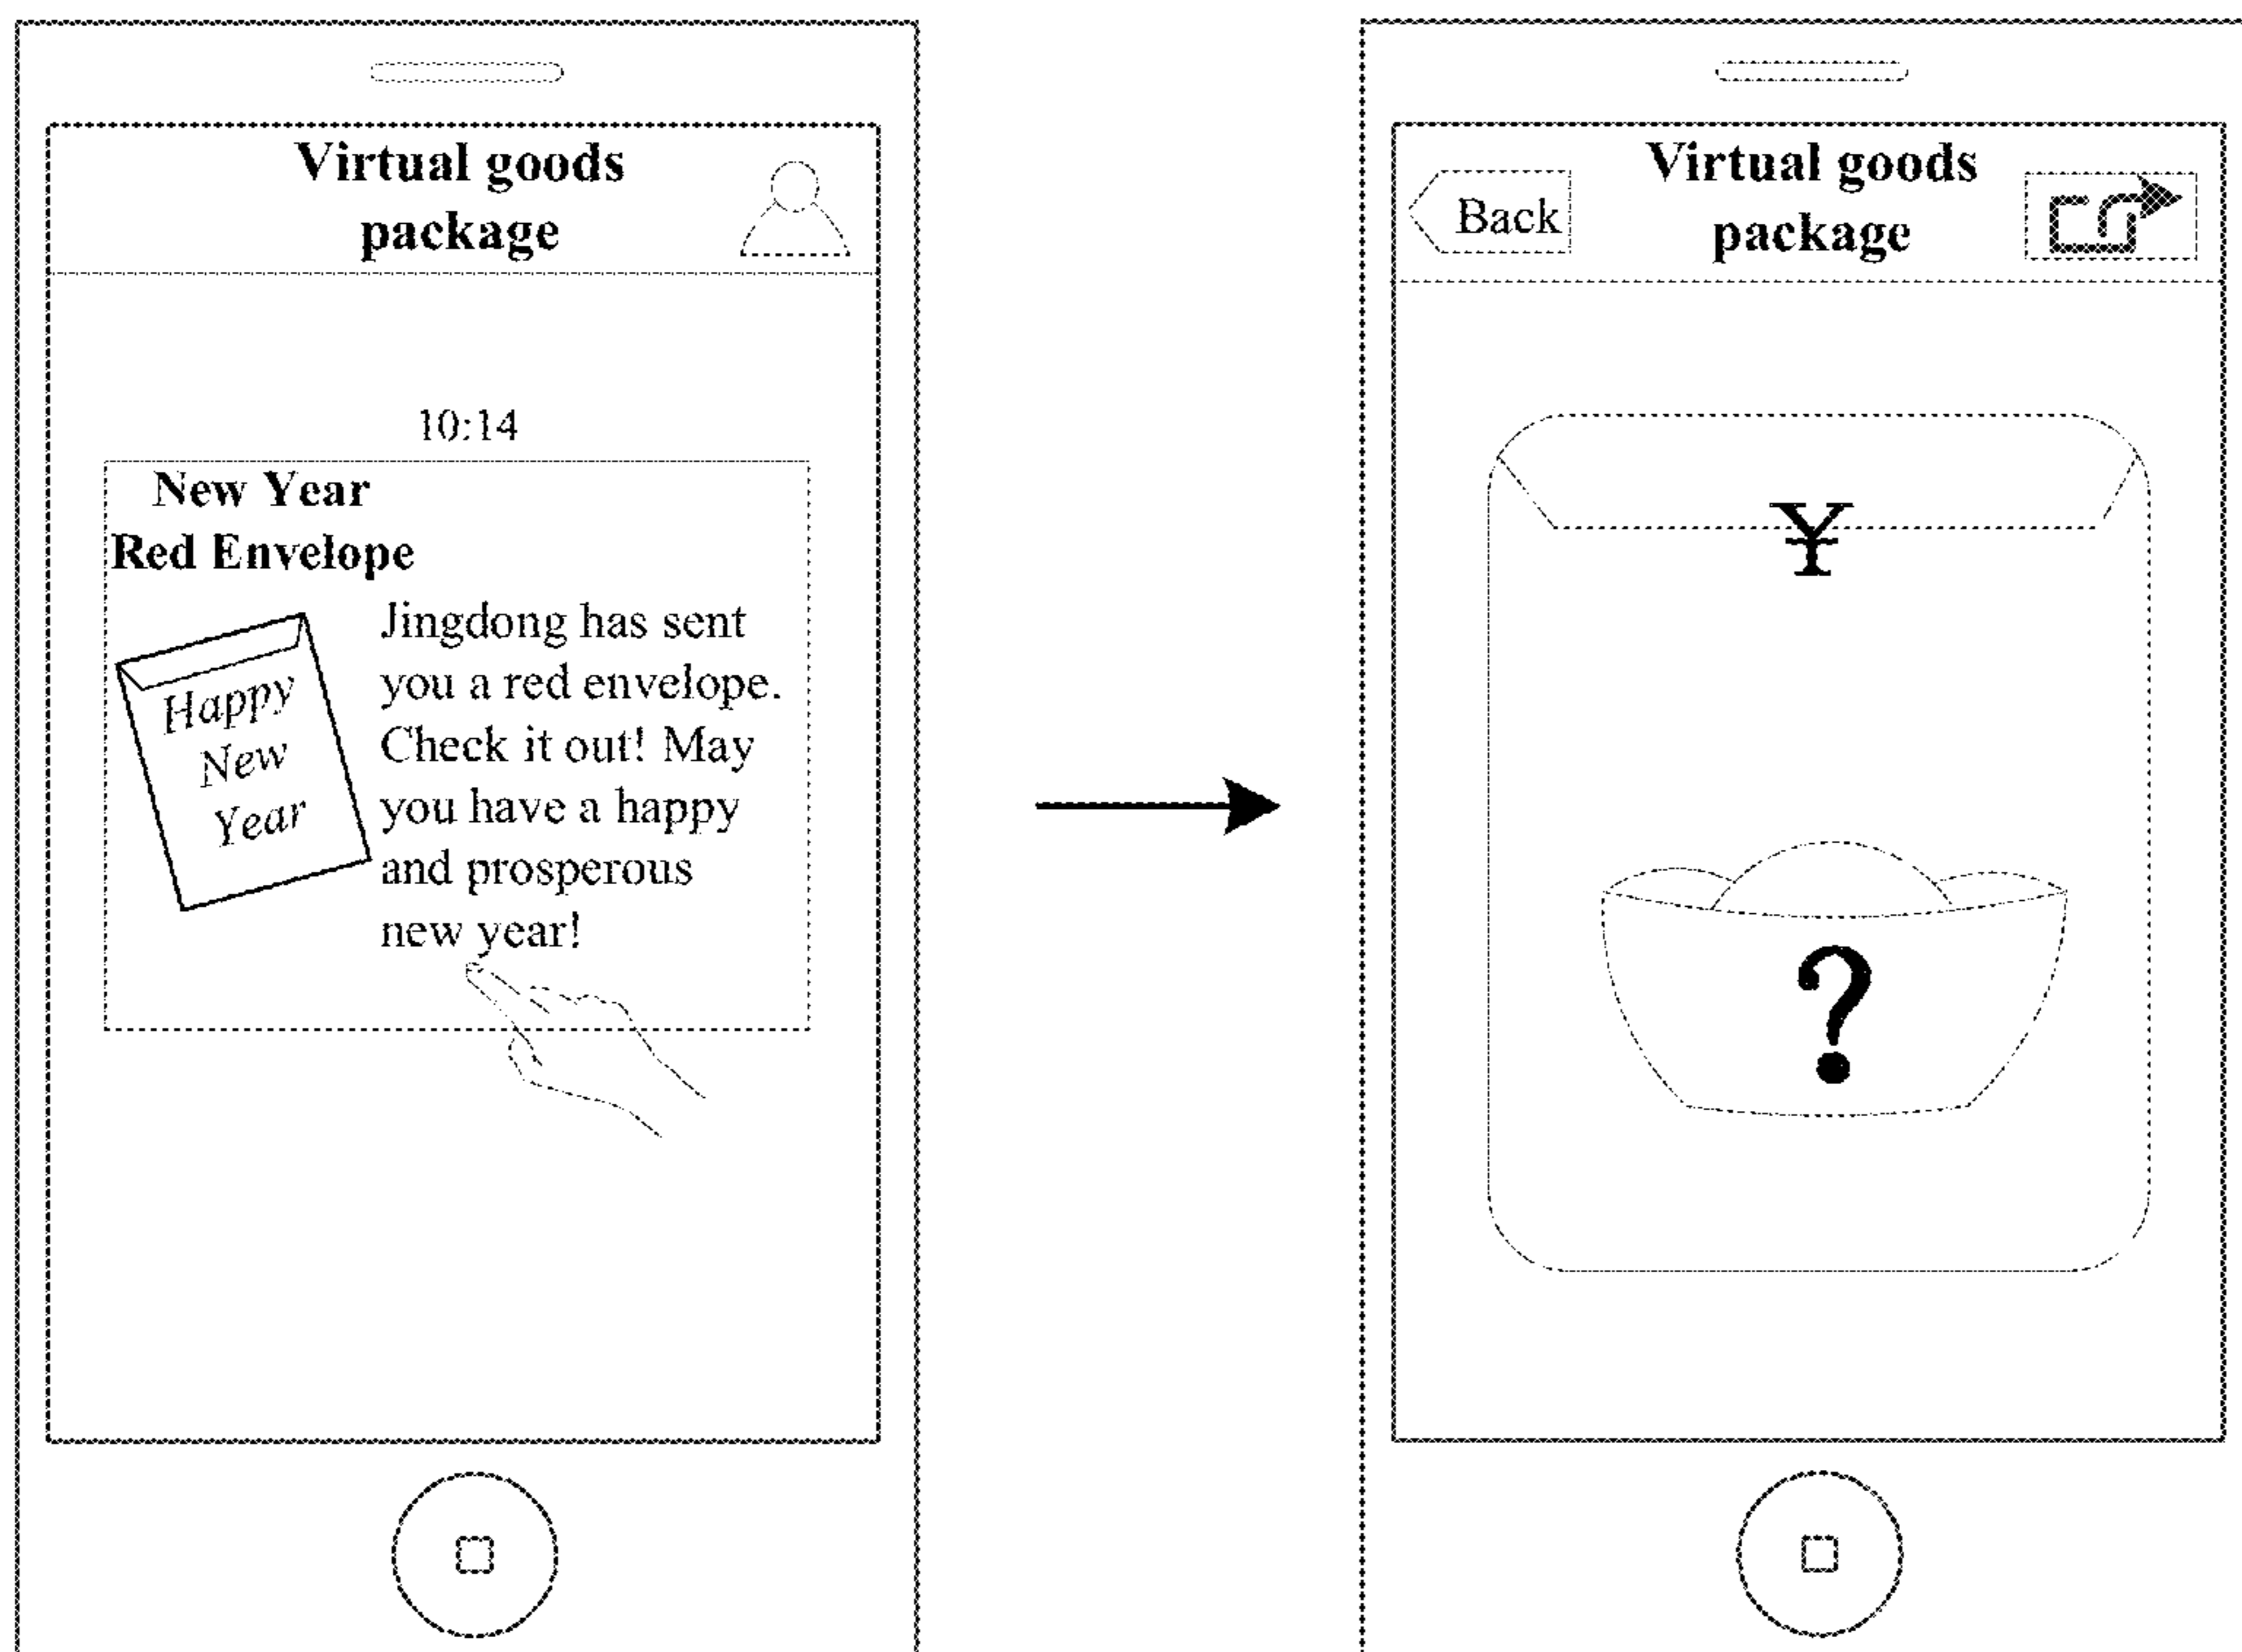 Virtual goods
package
10:14
New Year
Red Envelope
Happy
New
Year
Jingdong has sent
you a red envelope.
Check it out! May
you have a happy
and prosperous
new year!
Back
Virtual goods
package
¥
?